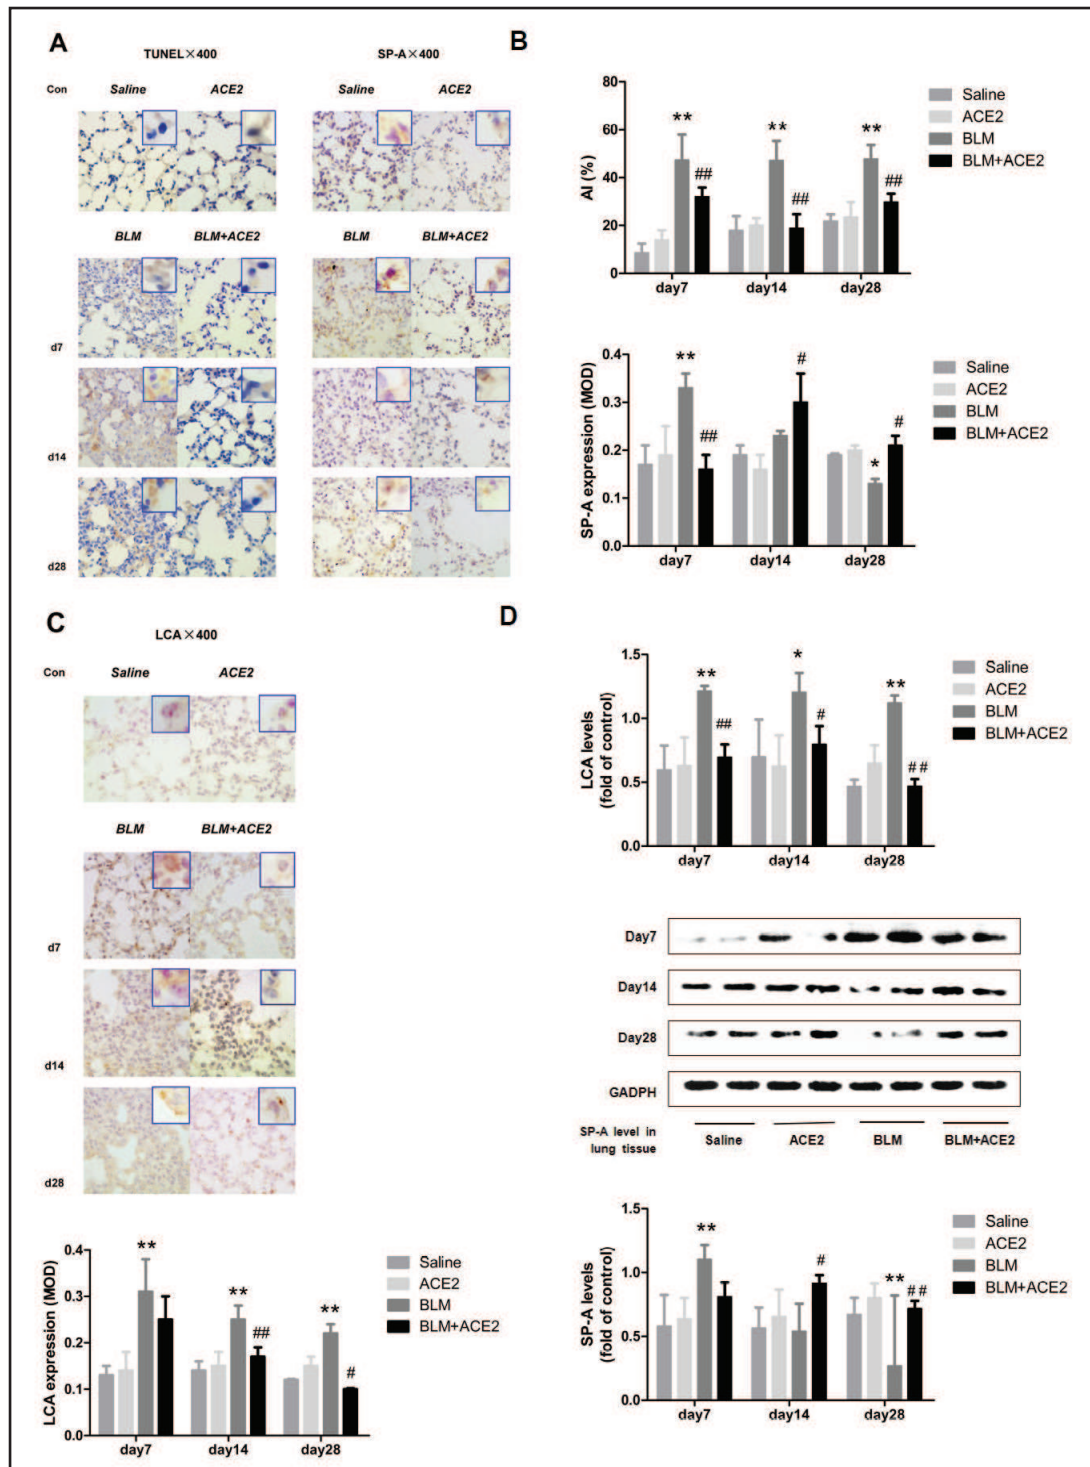 A
TUNEL×400
SP-A×400
Con
Saline
ACE2
Saline
ACE2
BLM
BLM+ACE2
BLM
BLM+ACE2
d7
d14
d28
B
80
60
40
20
0
AI (%)
**
##
**
##
**
##
day7
day14
day28
Saline
ACE2
BLM
BLM+ACE2
0.4
0.3
0.2
0.1
0.0
SP-A expression (MOD)
**
##
#
*
#
day7
day14
day28
Saline
ACE2
BLM
BLM+ACE2
C
LCA×400
Con
Saline
ACE2
BLM
BLM+ACE2
d7
d14
d28
0.4
0.3
0.2
0.1
0.0
LCA expression (MOD)
**
**
##
**
#
day7
day14
day28
Saline
ACE2
BLM
BLM+ACE2
D
1.5
1.0
0.5
0.0
LCA levels
(fold of control)
**
##
*
#
**
##
day7
day14
day28
Saline
ACE2
BLM
BLM+ACE2
Day7
Day14
Day28
GADPH
SP-A level in
lung tissue
Saline
ACE2
BLM
BLM+ACE2
1.5
1.0
0.5
0.0
SP-A levels
(fold of control)
**
#
**
##
day7
day14
day28
Saline
ACE2
BLM
BLM+ACE2